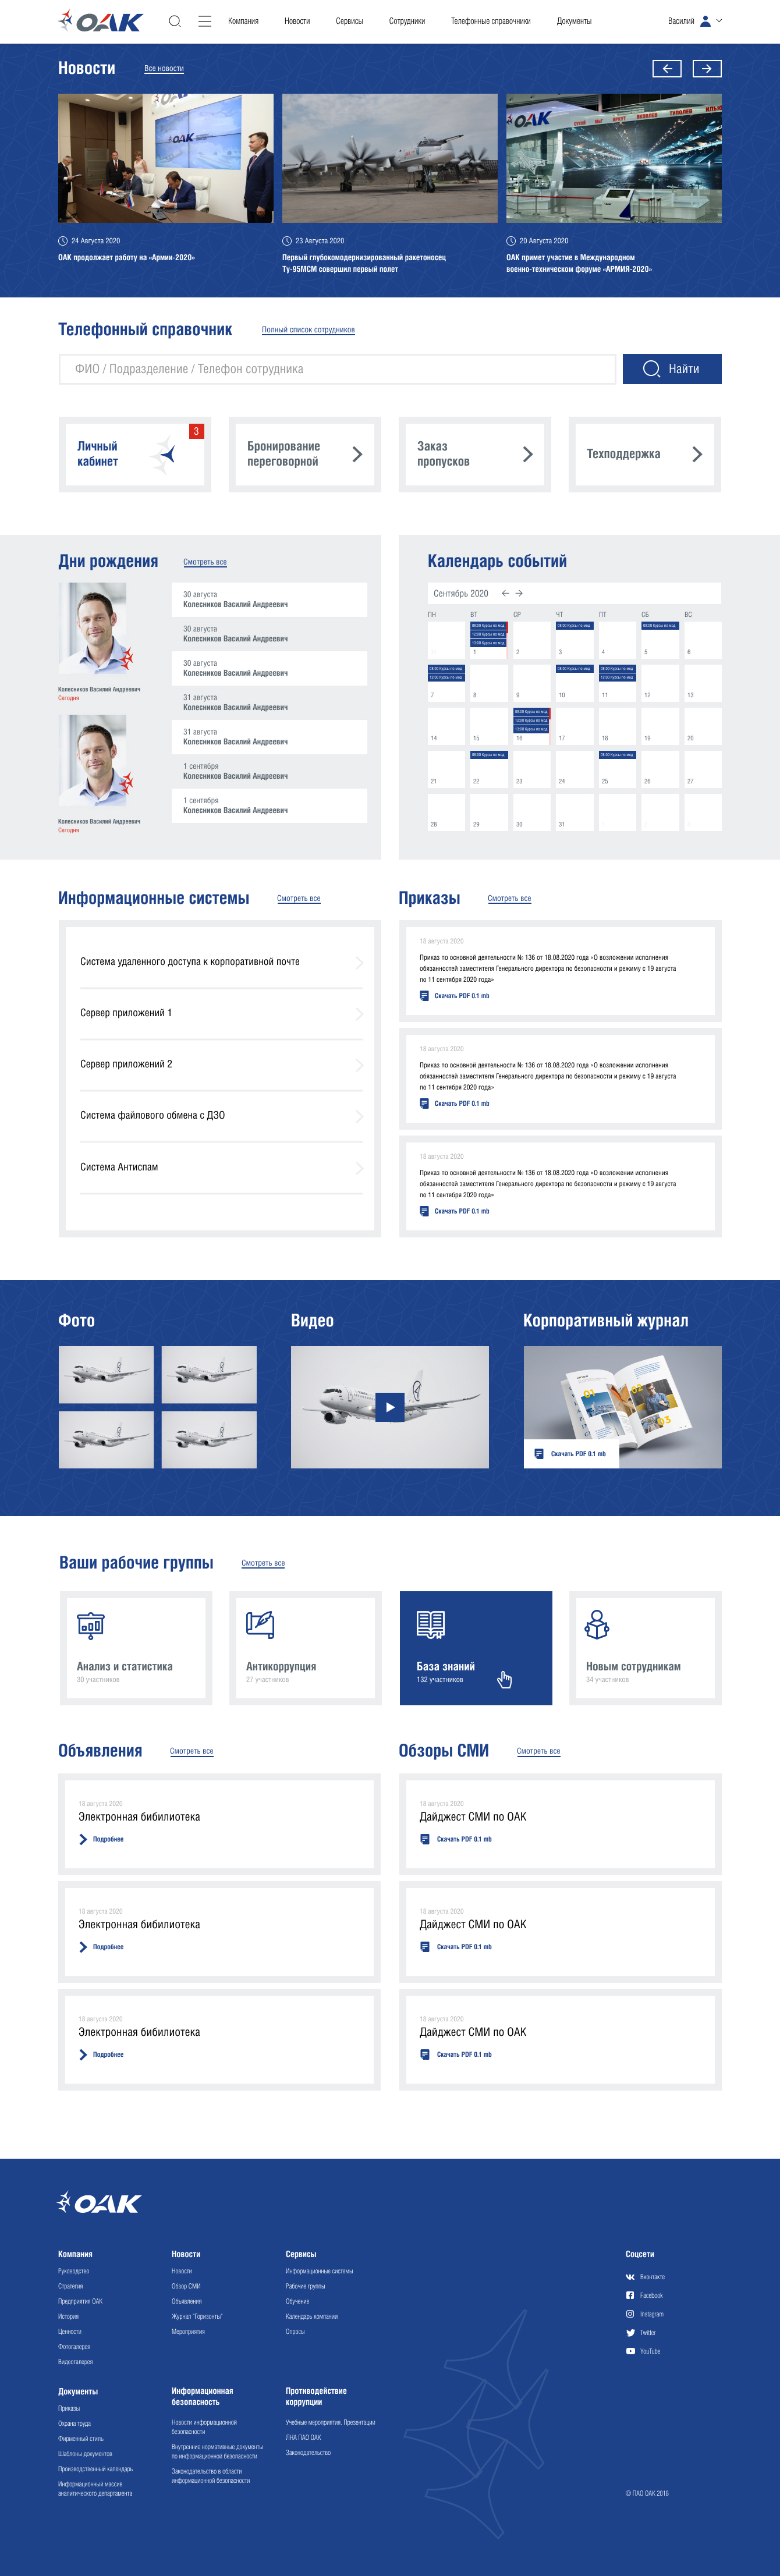 ОАК
Компания
Новости
Сервисы
Сотрудники
Телефонные справочники
Документы
Василий
Новости
Все новости
ОАК
24 Августа 2020
ОАК продолжает работу на «Армии-2020»
23 Августа 2020
Первый глубокомодернизированный ракетоносец
Ту-95МСМ совершил первый полет
ОАК
20 Августа 2020
ОАК примет участие в Международном
военно-техническом форуме «АРМИЯ-2020»
Телефонный справочник
Полный список сотрудников
ФИО / Подразделение / Телефон сотрудника
Найти
Личный
кабинет
3
Бронирование
переговорной
Заказ
пропусков
Техподдержка
Дни рождения
Смотреть все
Колесников Василий Андреевич
Сегодня
Колесников Василий Андреевич
Сегодня
30 августа
Колесников Василий Андреевич
30 августа
Колесников Василий Андреевич
30 августа
Колесников Василий Андреевич
31 августа
Колесников Василий Андреевич
31 августа
Колесников Василий Андреевич
1 сентября
Колесников Василий Андреевич
1 сентября
Колесников Василий Андреевич
Календарь событий
Сентябрь 2020
ПН ВТ СР ЧТ ПТ СБ ВС
1 2 3 4 5 6
7 8 9 10 11 12 13
14 15 16 17 18 19 20
21 22 23 24 25 26 27
28 29 30 31
Информационные системы
Смотреть все
Система удаленного доступа к корпоративной почте
Сервер приложений 1
Сервер приложений 2
Система файлового обмена с ДЗО
Система Антиспам
Приказы
Смотреть все
18 августа 2020
Приказ по основной деятельности № 136 от 18.08.2020 года «О возложении исполнения
обязанностей заместителя Генерального директора по безопасности и режиму с 19 августа
по 11 сентября 2020 года»
Скачать PDF 0.1 mb
18 августа 2020
Приказ по основной деятельности № 136 от 18.08.2020 года «О возложении исполнения
обязанностей заместителя Генерального директора по безопасности и режиму с 19 августа
по 11 сентября 2020 года»
Скачать PDF 0.1 mb
18 августа 2020
Приказ по основной деятельности № 136 от 18.08.2020 года «О возложении исполнения
обязанностей заместителя Генерального директора по безопасности и режиму с 19 августа
по 11 сентября 2020 года»
Скачать PDF 0.1 mb
Фото
Видео
Корпоративный журнал
01
02
03
Скачать PDF 0.1 mb
Ваши рабочие группы
Смотреть все
Анализ и статистика
30 участников
Антикоррупция
27 участников
База знаний
132 участников
Новым сотрудникам
34 участников
Объявления
Смотреть все
18 августа 2020
Электронная бибилиотека
Подробнее
18 августа 2020
Электронная бибилиотека
Подробнее
18 августа 2020
Электронная бибилиотека
Подробнее
Обзоры СМИ
Смотреть все
18 августа 2020
Дайджест СМИ по ОАК
Скачать PDF 0.1 mb
18 августа 2020
Дайджест СМИ по ОАК
Скачать PDF 0.1 mb
18 августа 2020
Дайджест СМИ по ОАК
Скачать PDF 0.1 mb
ОАК
Компания
Руководство
Стратегия
Предприятия ОАК
История
Ценности
Фотогалерея
Видеогалерея
Новости
Новости
Обзор СМИ
Объявления
Журнал "Горизонты"
Мероприятия
Сервисы
Информационные системы
Рабочие группы
Обучение
Календарь компании
Опросы
Соцсети
Вконтакте
Facebook
Instagram
Twitter
YouTube
Документы
Приказы
Охрана труда
Фирменный стиль
Шаблоны документов
Производственный календарь
Информационный массив
аналитического департамента
Информационная
безопасность
Новости информационной
безопасности
Внутренние нормативные документы
по информационной безопасности
Законодательство в области
информационной безопасности
Противодействие
коррупции
Учебные мероприятия. Презентации
ЛНА ПАО ОАК
Законодательство
© ПАО ОАК 2018